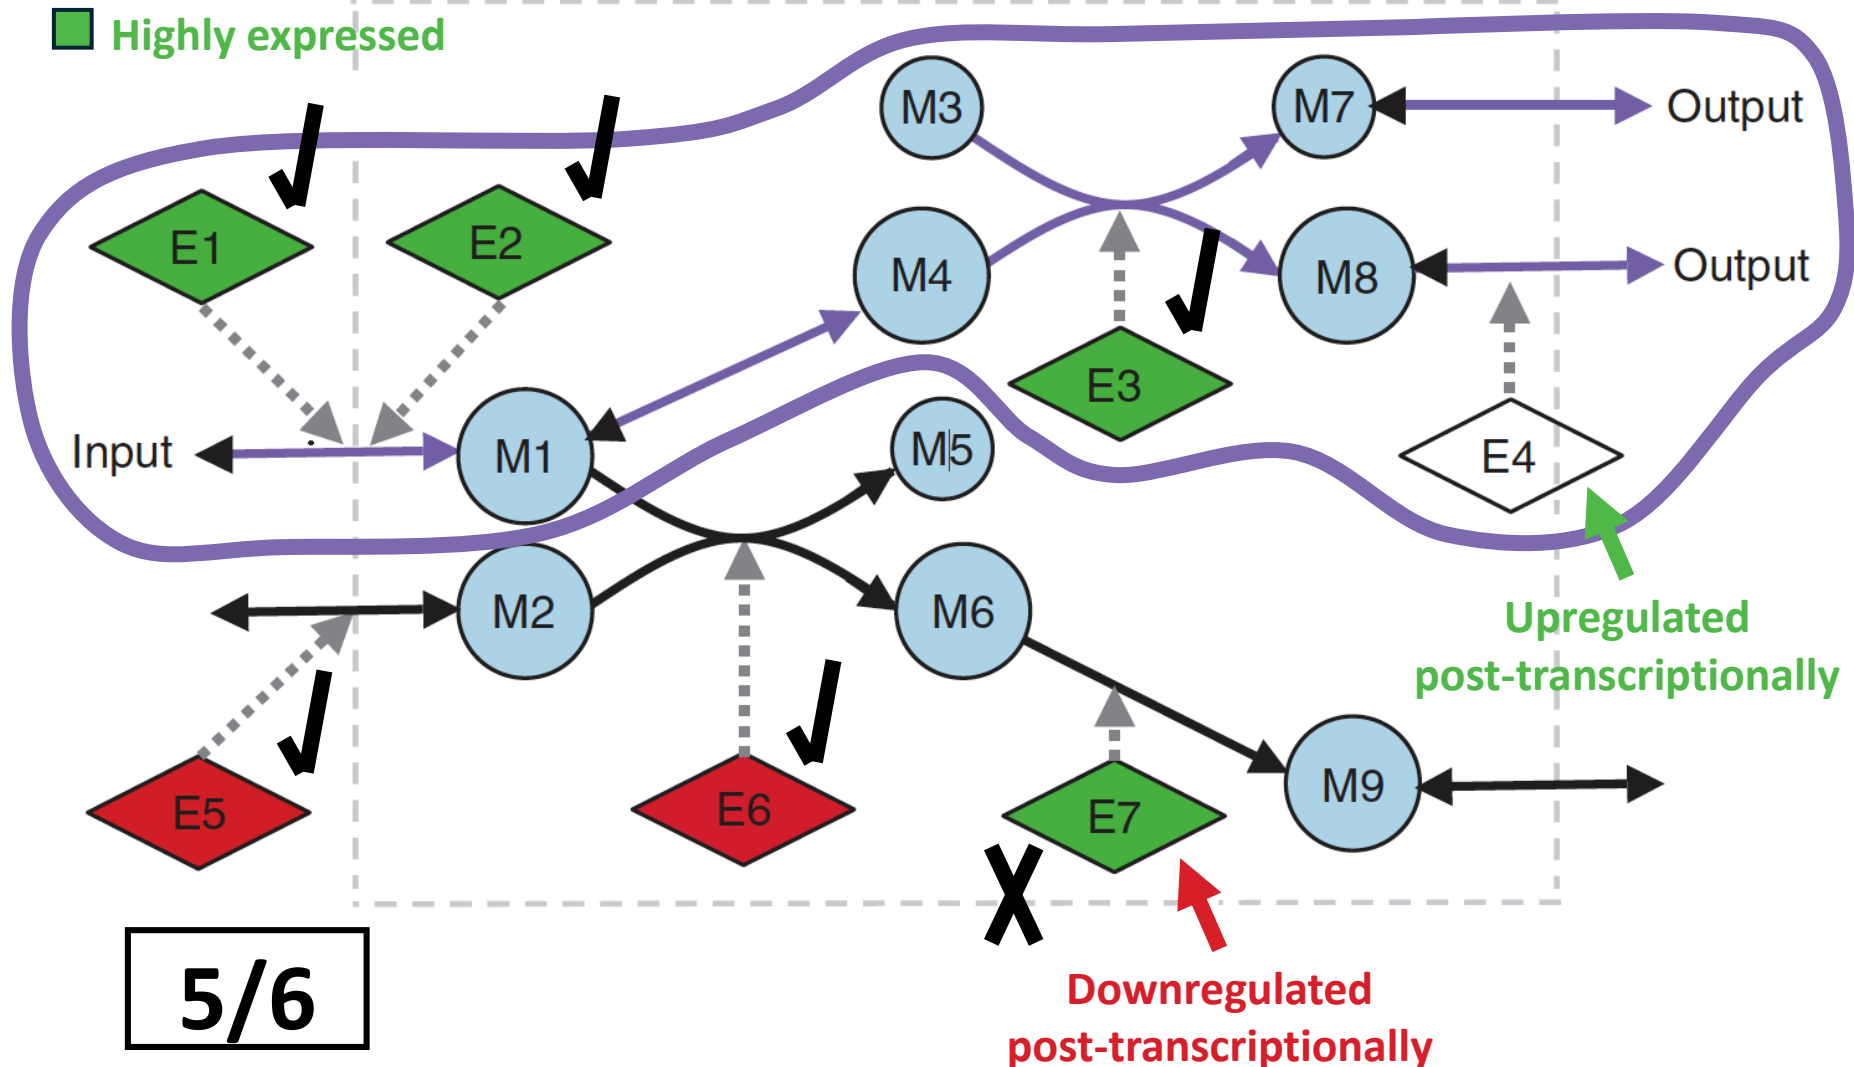 Highly expressed
M3
M7
Output
E1
E2
M4
M8
Output
E3
Input
M1
M5
E4
M2
M6
Upregulated
post-transcriptionally
E5
E6
E7
M9
5/6
Downregulated
post-transcriptionally